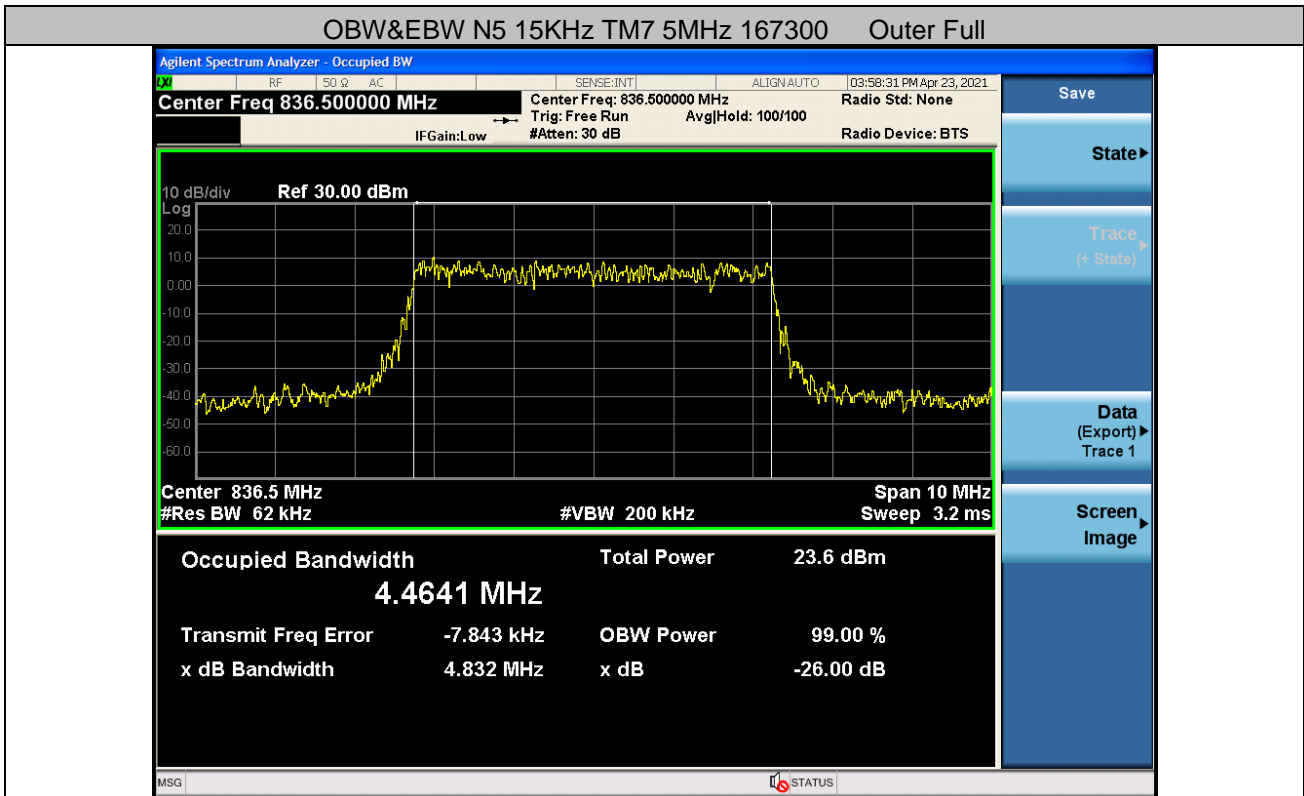 OBW&EBW N5 15KHz TM7 5MHz 167300 Outer Full
Agilent Spectrum Analyzer - Occupied BW
LXI RF 50 Ω AC SENSE:INT ALIGN AUTO 03:58:31 PM Apr 23, 2021
Center Freq 836.500000 MHz
Center Freq: 836.500000 MHz
Radio Std: None
Trig: Free Run Avg|Hold: 100/100
IFGain:Low #Atten: 30 dB Radio Device: BTS
10 dB/div Ref 30.00 dBm
Log
20.0
10.0
0.00
-10.0
-20.0
-30.0
-40.0
-50.0
-60.0
Center 836.5 MHz Span 10 MHz
#Res BW 62 kHz #VBW 200 kHz Sweep 3.2 ms
Occupied Bandwidth Total Power 23.6 dBm
4.4641 MHz
Transmit Freq Error -7.843 kHz OBW Power 99.00 %
x dB Bandwidth 4.832 MHz x dB -26.00 dB
MSG STATUS
Save
State
Trace
(+ State)
Data
(Export)
Trace 1
Screen
Image